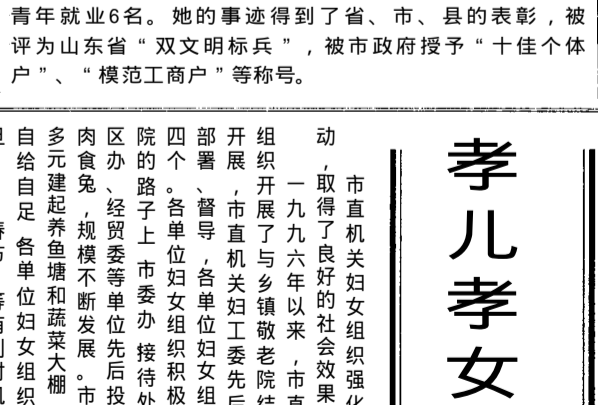 青年就业6名。她的事迹得到了省、市、县的表彰，被
评为山东省“双文明标兵”，被市政府授予“十佳个体
户”、“模范工商户”等称号。
孝儿孝女
市直机关妇女组织强化
动，取得了良好的社会效果
一九九六年以来，市直
组织开展了与乡镇敬老院结
开展，市直机关妇工委先后
部署、督导，各单位妇女组
四个。各单位妇女组织积极
院的路子上 市委办 接待处
区办、经贸委等单位先后投
肉食兔，规模不断发展。市
多元建起养鱼塘和蔬菜大棚
自给自足 各单位妇女组织